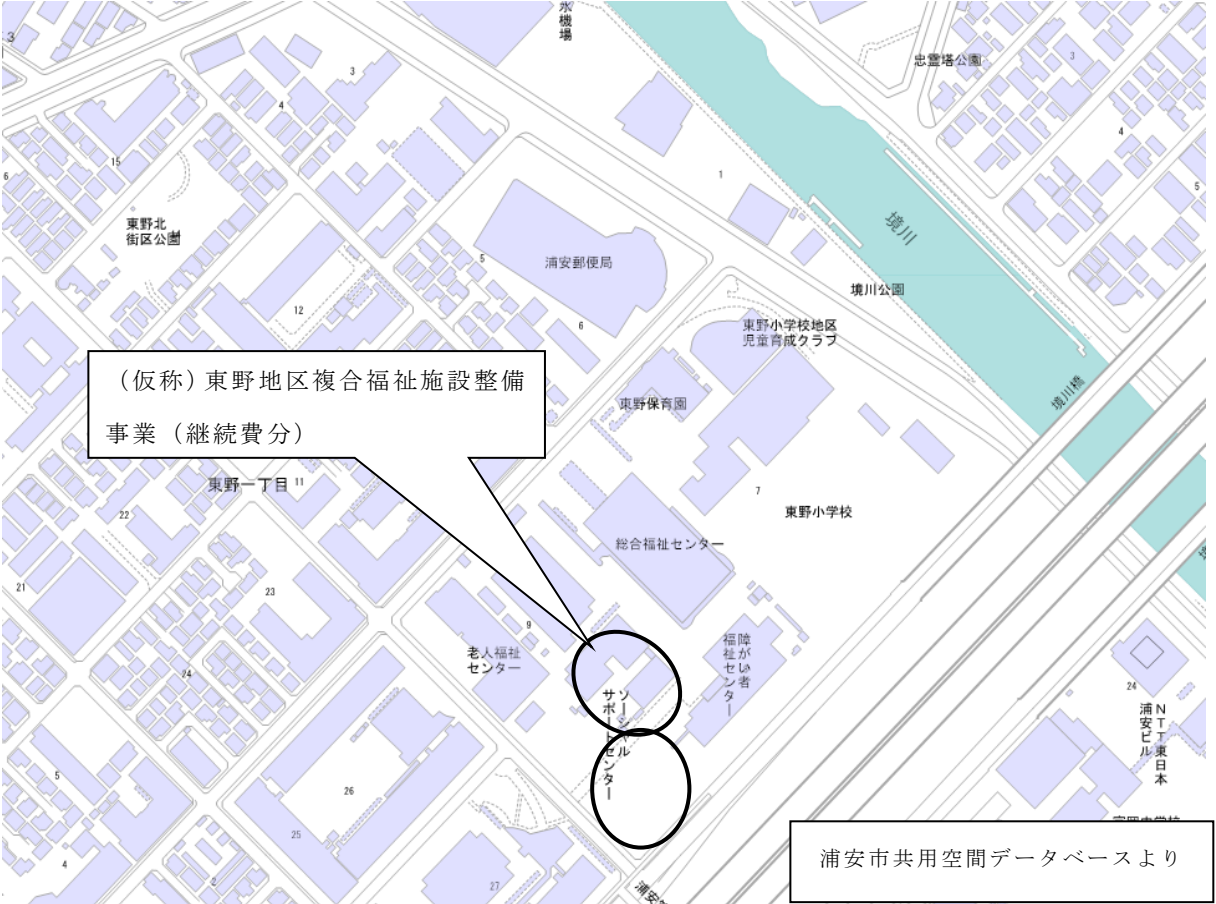 氷機場
3
3
忠霊塔公園
3
4
4
15
5
6
1
東野北
街区公園
境川
5
浦安郵便局
境川公園
12
6
東野小学校地区
児童育成クラブ
(仮称)東野地区複合福祉施設整備
事業(継続費分)
東野保育園
境川橋
東野一丁目 11
7
東野小学校
22
総合福祉センター
21
23
9
老人福祉
センター
障がい者
福祉センター
24
ソーシャル
サポートセンター
24
NTT東日本
浦安ビル
5
26
25
4
2
27
浦安市共用空間データベースより